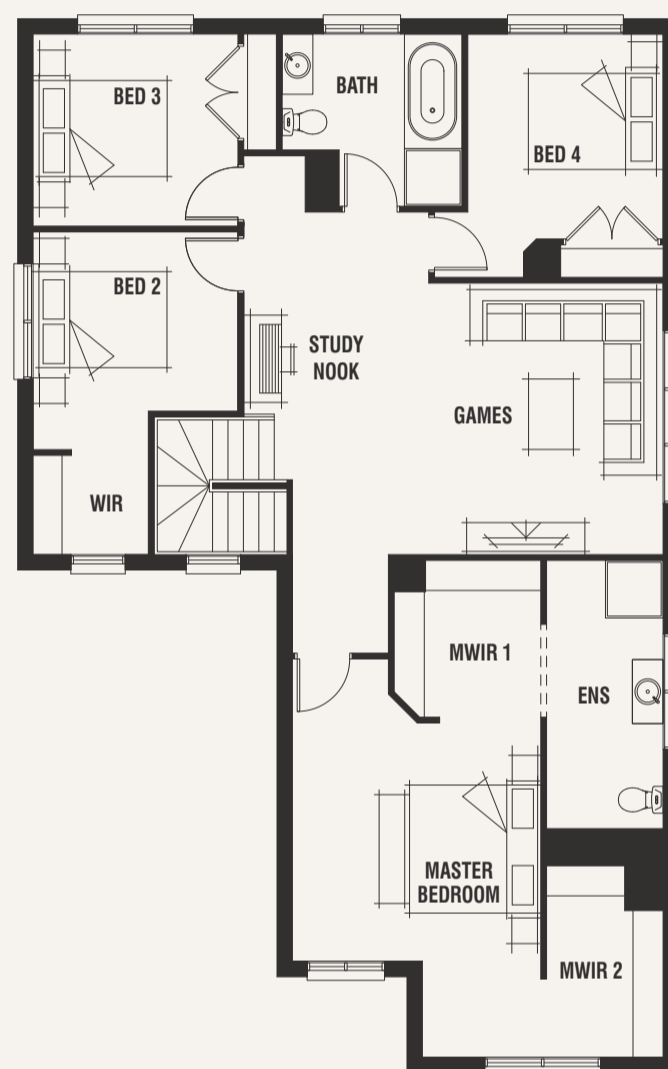 BED 3
BATH
BED 4
BED 2
STUDY
NOOK
GAMES
WIR
MWIR 1
ENS
MASTER
BEDROOM
MWIR 2